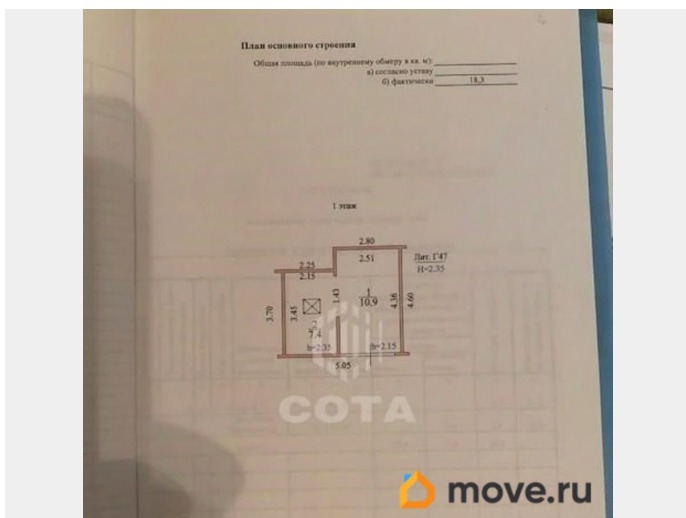 План основного строения
Общая площадь (по внутреннему обмеру в кв. м):
а) согласно уставу
б) фактически 18,3
1 этаж
2.80
2.51
Лит. Г47
H=2.35
2.25
2.15
1.43
1
10,9
4.36
4.60
3.70
3.45
2
7.4
h=2.35
h=2.15
5.05
СОТА
move.ru